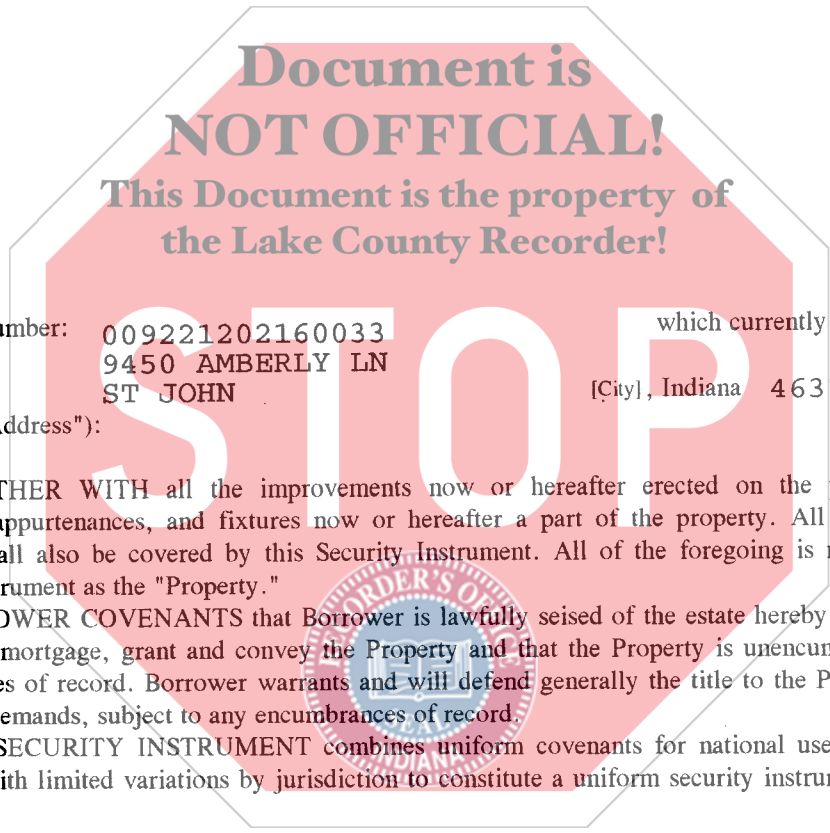 Document is
NOT OFFICIAL!
This Document is the property of
the Lake County Recorder!
STOP
umber: 009221202160033 which currently
9450 AMBERLY LN
ST JOHN [City], Indiana 463
Address"):
THER WITH all the improvements now or hereafter erected on the
appurtenances, and fixtures now or hereafter a part of the property. All
all also be covered by this Security Instrument. All of the foregoing is
rument as the "Property."
OWER COVENANTS that Borrower is lawfully seised of the estate hereby
mortgage, grant and convey the Property and that the Property is unencum
es of record. Borrower warrants and will defend generally the title to the P
emands, subject to any encumbrances of record.
SECURITY INSTRUMENT combines uniform covenants for national use
ith limited variations by jurisdiction to constitute a uniform security instru
RECORDER'S OFFICE
SEAL
INDIANA